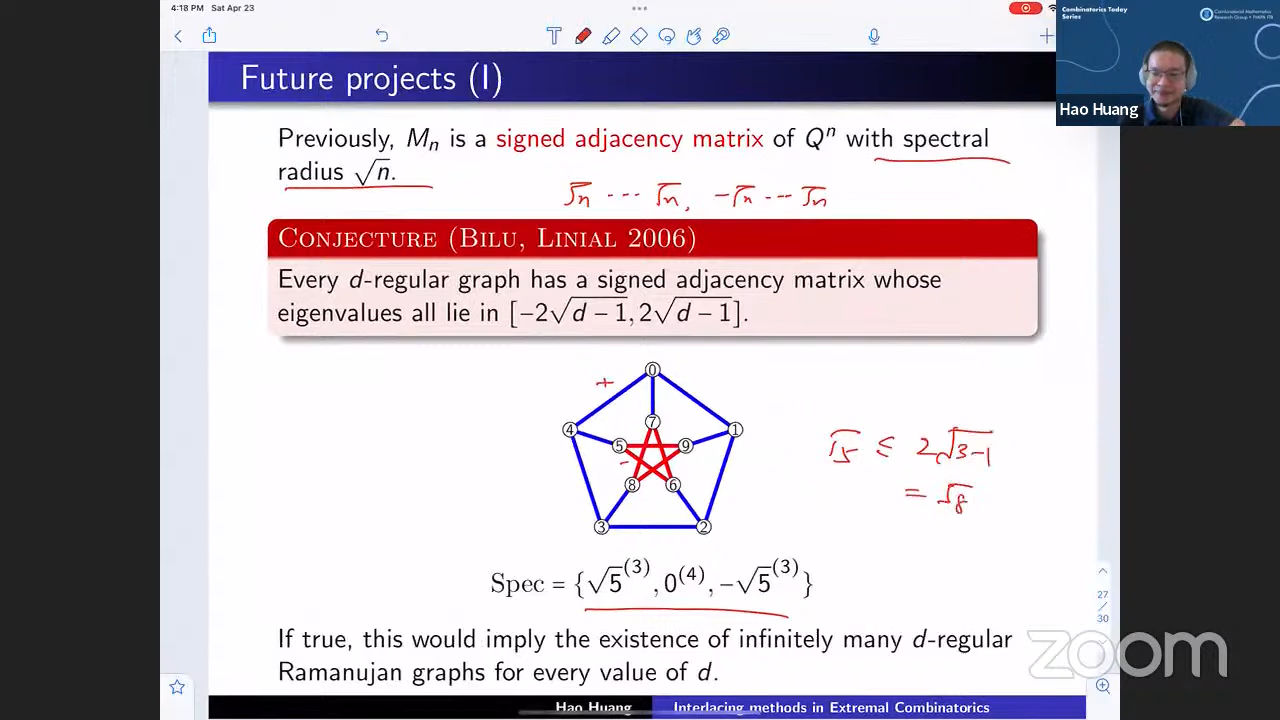 4:18 PM Sat Apr 23
Combinatorics Today
Series
Hao Huang
Future projects (I)
Previously, Mₙ is a signed adjacency matrix of Qⁿ with spectral
radius √n.
√n ··· √n, -√n ··· √n
CONJECTURE (BILU, LINIAL 2006)
Every d-regular graph has a signed adjacency matrix whose
eigenvalues all lie in [−2√(d − 1), 2√(d − 1)].
+
0
7
4
1
5
9
-
8
6
3
2
√5 ≤ 2√(3-1)
= √8
Spec = {√5⁽³⁾, 0⁽⁴⁾, −√5⁽³⁾}
If true, this would imply the existence of infinitely many d-regular
Ramanujan graphs for every value of d.
27
/
30
zoom
Hao Huang
Interlacing methods in Extremal Combinatorics